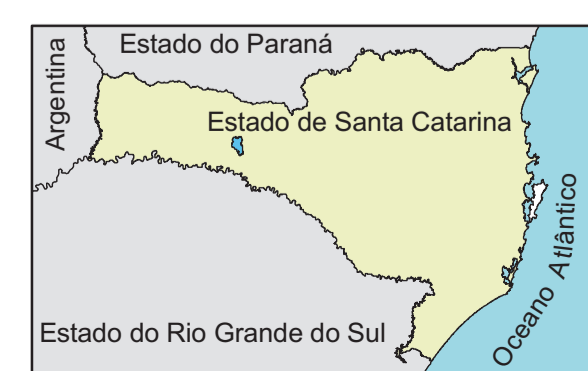 Estado do Paraná
Argentina
Estado de Santa Catarina
Oceano Atlântico
Estado do Rio Grande do Sul